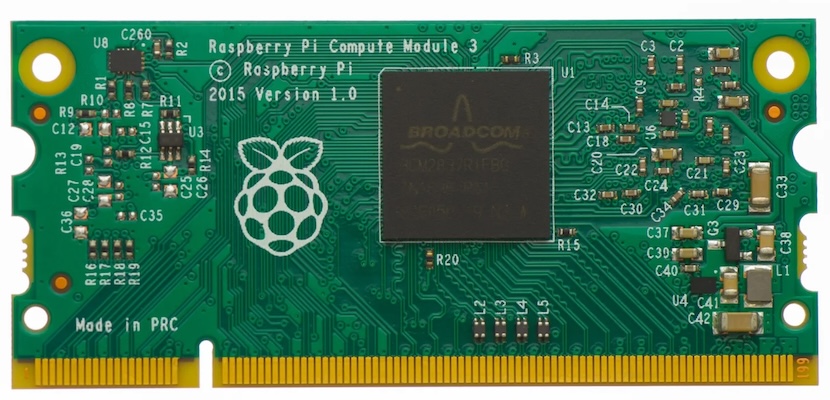 Raspberry Pi Compute Module 3
© Raspberry Pi
2015 Version 1.0
U8
C260
R2
R1
R8
R7
R9
R10
R11
C12
C15
U3
R13
C19
R12
R14
C27
C28
C25
C26
C36
C35
R16
R17
R18
R19
Made in PRC
U1
BROADCOM
R3
R15
R20
L2
L3
L4
L5
C3
C2
C9
R4
C14
C13
C18
U6
C20
C22
C24
C21
C23
C33
C32
C30
C34
C31
C29
C37
C39
C40
C38
U4
C41
L1
C42
199